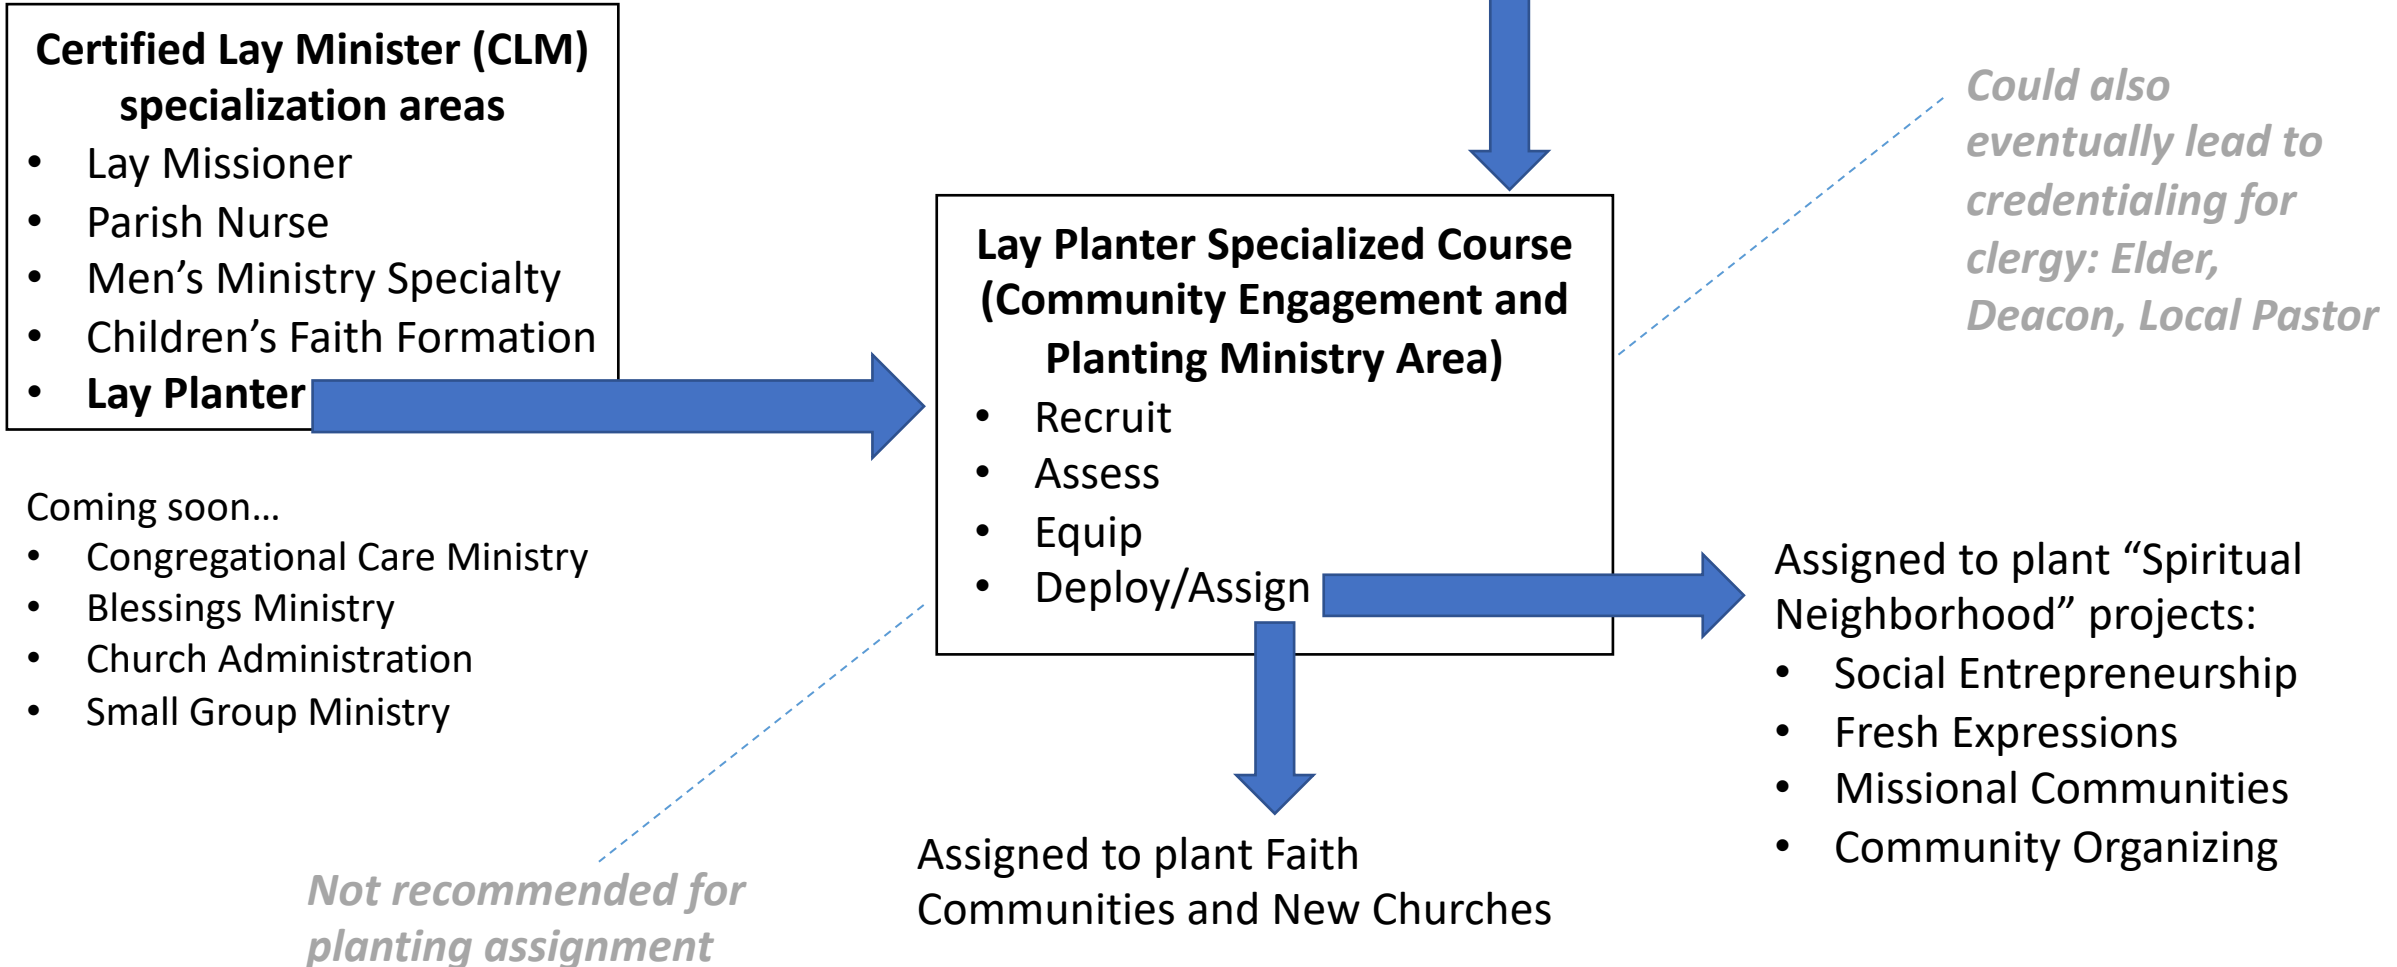 Certified Lay Minister (CLM)
specialization areas
• Lay Missioner
• Parish Nurse
• Men’s Ministry Specialty
• Children’s Faith Formation
• Lay Planter
Coming soon…
• Congregational Care Ministry
• Blessings Ministry
• Church Administration
• Small Group Ministry
Lay Planter Specialized Course
(Community Engagement and
Planting Ministry Area)
• Recruit
• Assess
• Equip
• Deploy/Assign
Could also
eventually lead to
credentialing for
clergy: Elder,
Deacon, Local Pastor
Assigned to plant “Spiritual
Neighborhood” projects:
• Social Entrepreneurship
• Fresh Expressions
• Missional Communities
• Community Organizing
Assigned to plant Faith
Communities and New Churches
Not recommended for
planting assignment